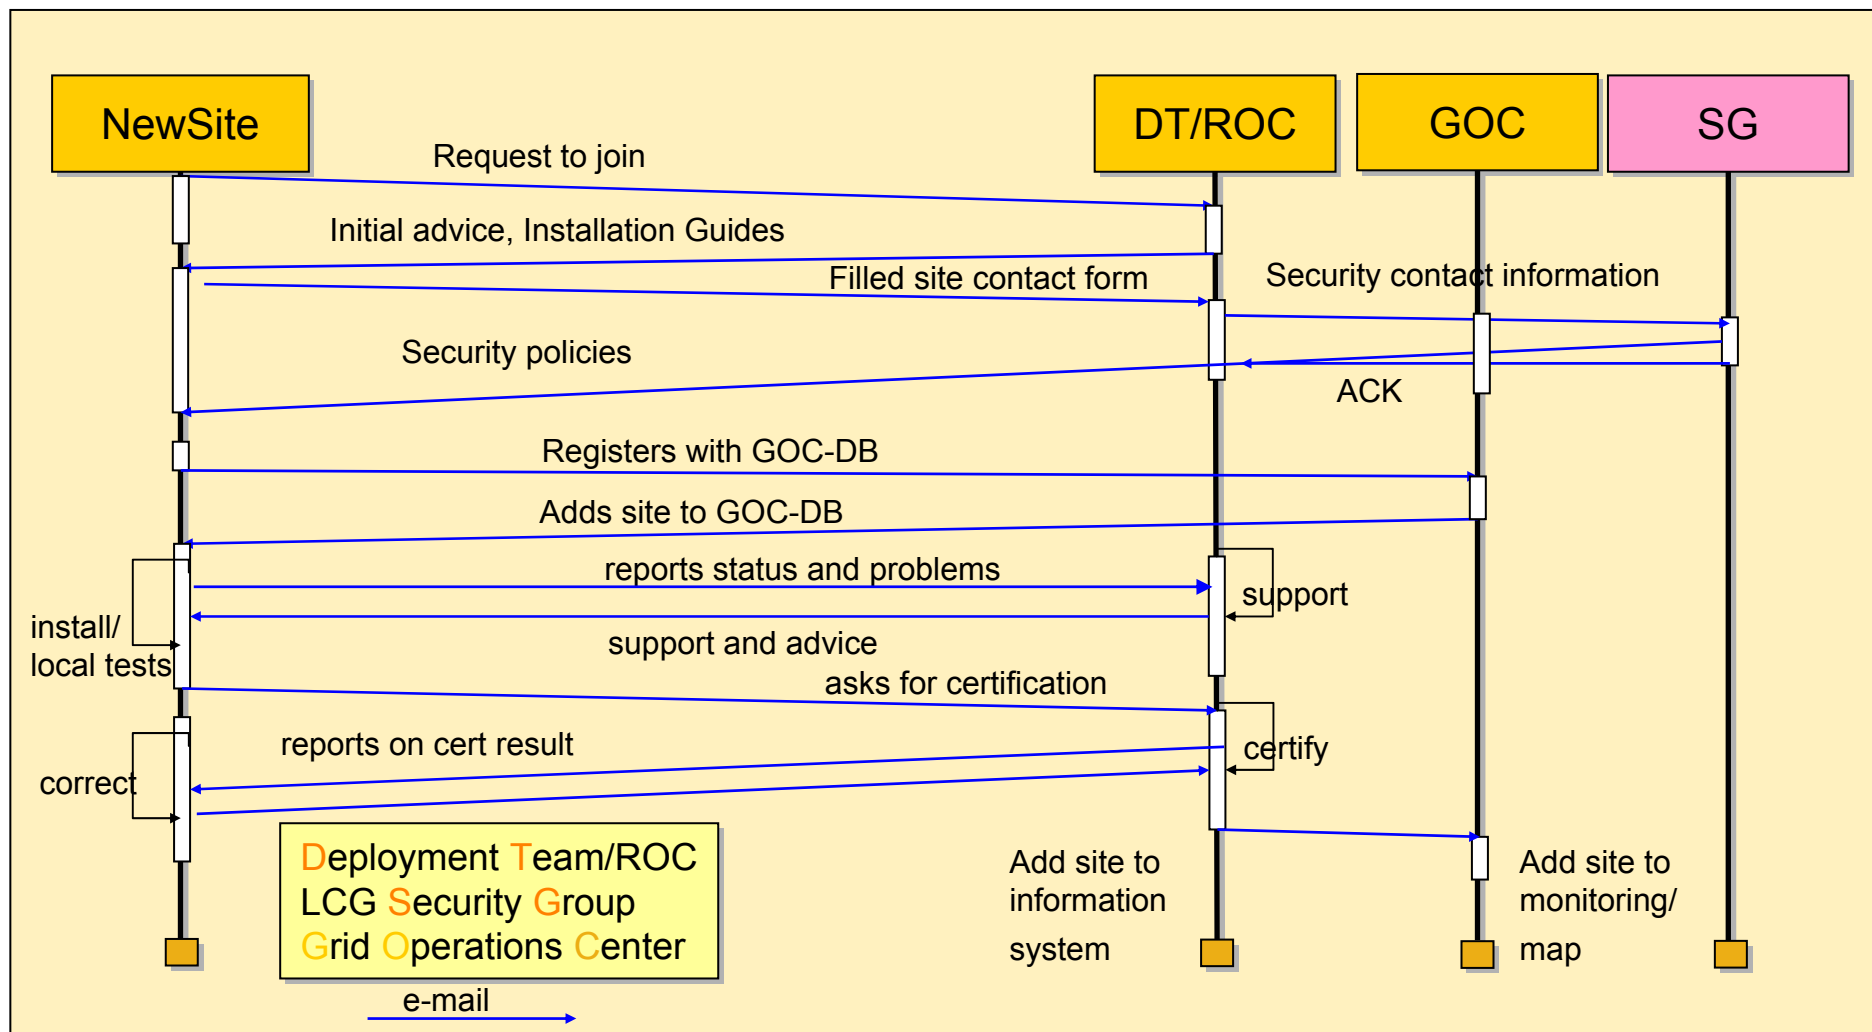 NewSite
DT/ROC
GOC
SG
Request to join
Initial advice, Installation Guides
Filled site contact form
Security contact information
Security policies
ACK
Registers with GOC-DB
Adds site to GOC-DB
reports status and problems
support
install/
local tests
support and advice
asks for certification
reports on cert result
certify
correct
Deployment Team/ROC
LCG Security Group
Grid Operations Center
Add site to
information
system
Add site to
monitoring/
map
e-mail